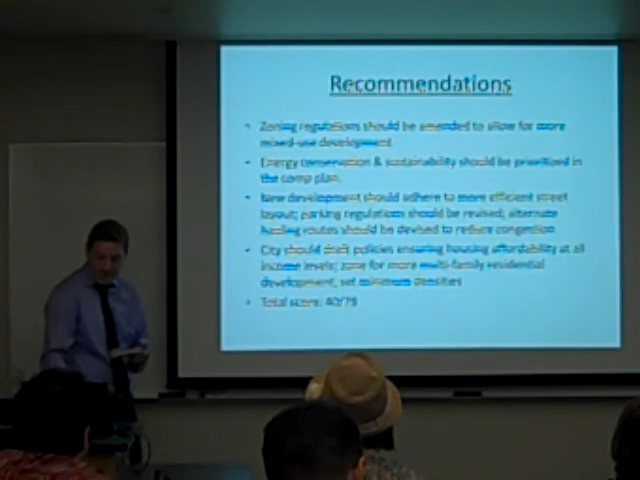 Recommendations
• Zoning regulations should be amended to allow for more
mixed-use development
• Energy conservation & sustainability should be prioritized in
the comp plan.
• New development should adhere to more efficient street
layout; parking regulations should be revised; alternate
hauling routes should be devised to reduce congestion
• City should draft policies ensuring housing affordability at all
income levels; zone for more multi-family residential
development, set minimum densities
• Total score: 40/78